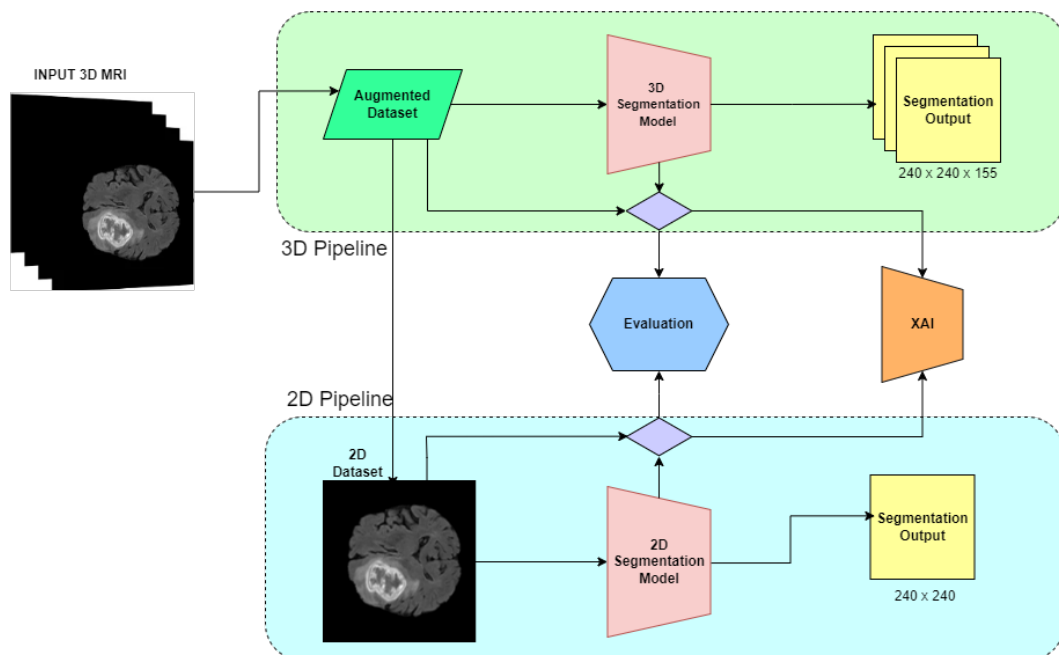 INPUT 3D MRI
Augmented
Dataset
3D
Segmentation
Model
Segmentation
Output
240 x 240 x 155
3D Pipeline
Evaluation
XAI
2D Pipeline
2D
Dataset
2D
Segmentation
Model
Segmentation
Output
240 x 240